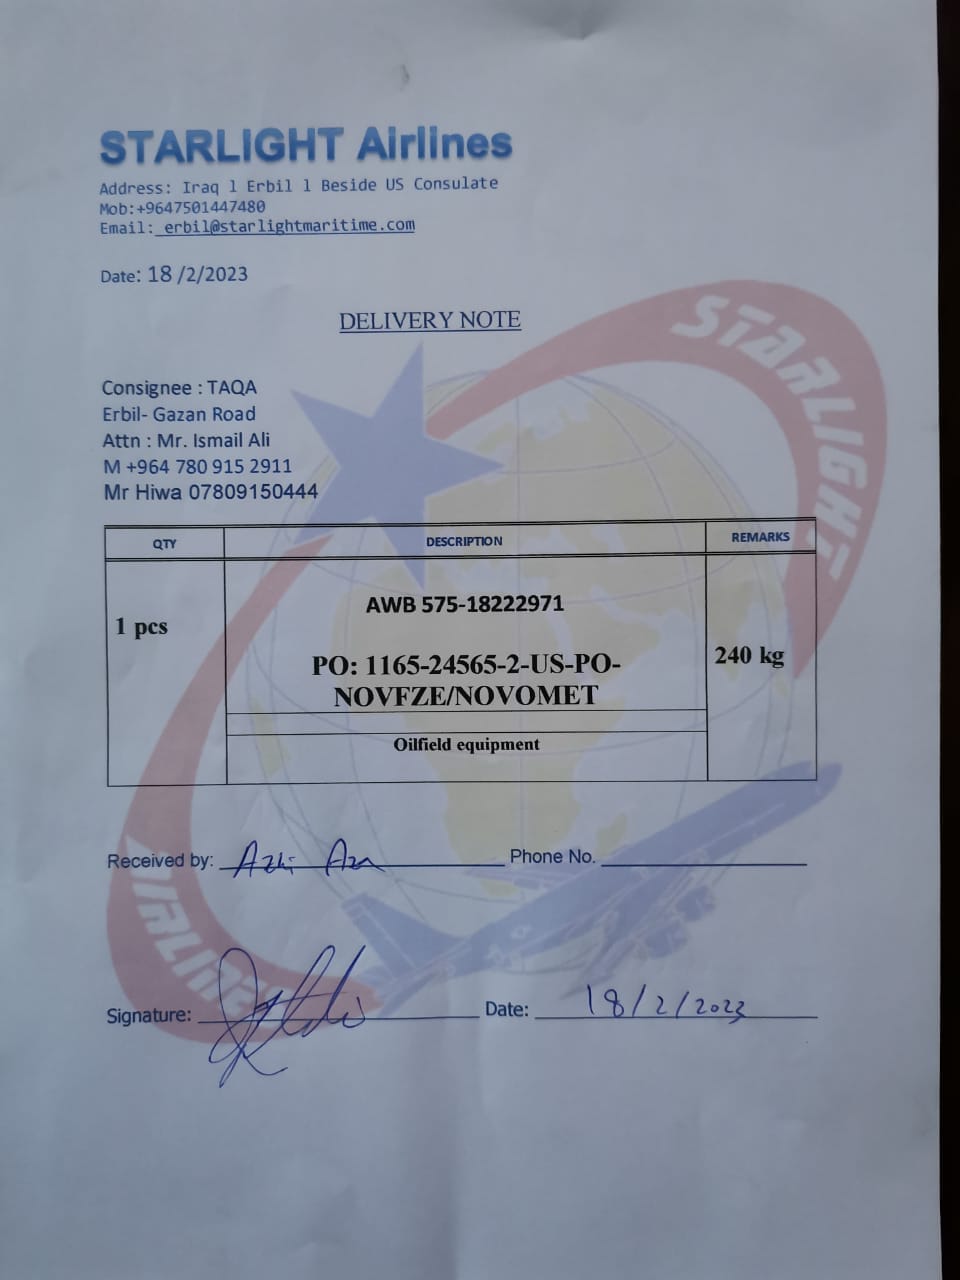 STARLIGHT Airlines
Address: Iraq l Erbil l Beside US Consulate
Mob:+9647501447480
Email: erbil@starlightmaritime.com
Date: 18 /2/2023
DELIVERY NOTE
STARLIGHT
Consignee : TAQA
Erbil- Gazan Road
Attn : Mr. Ismail Ali
M +964 780 915 2911
Mr Hiwa 07809150444
QTY DESCRIPTION REMARKS
AWB 575-18222971
1 pcs
PO: 1165-24565-2-US-PO-
NOVFZE/NOVOMET
240 kg
Oilfield equipment
Received by: Azhi Phone No.
AIRLINES
Signature: Date: 18/2/2023